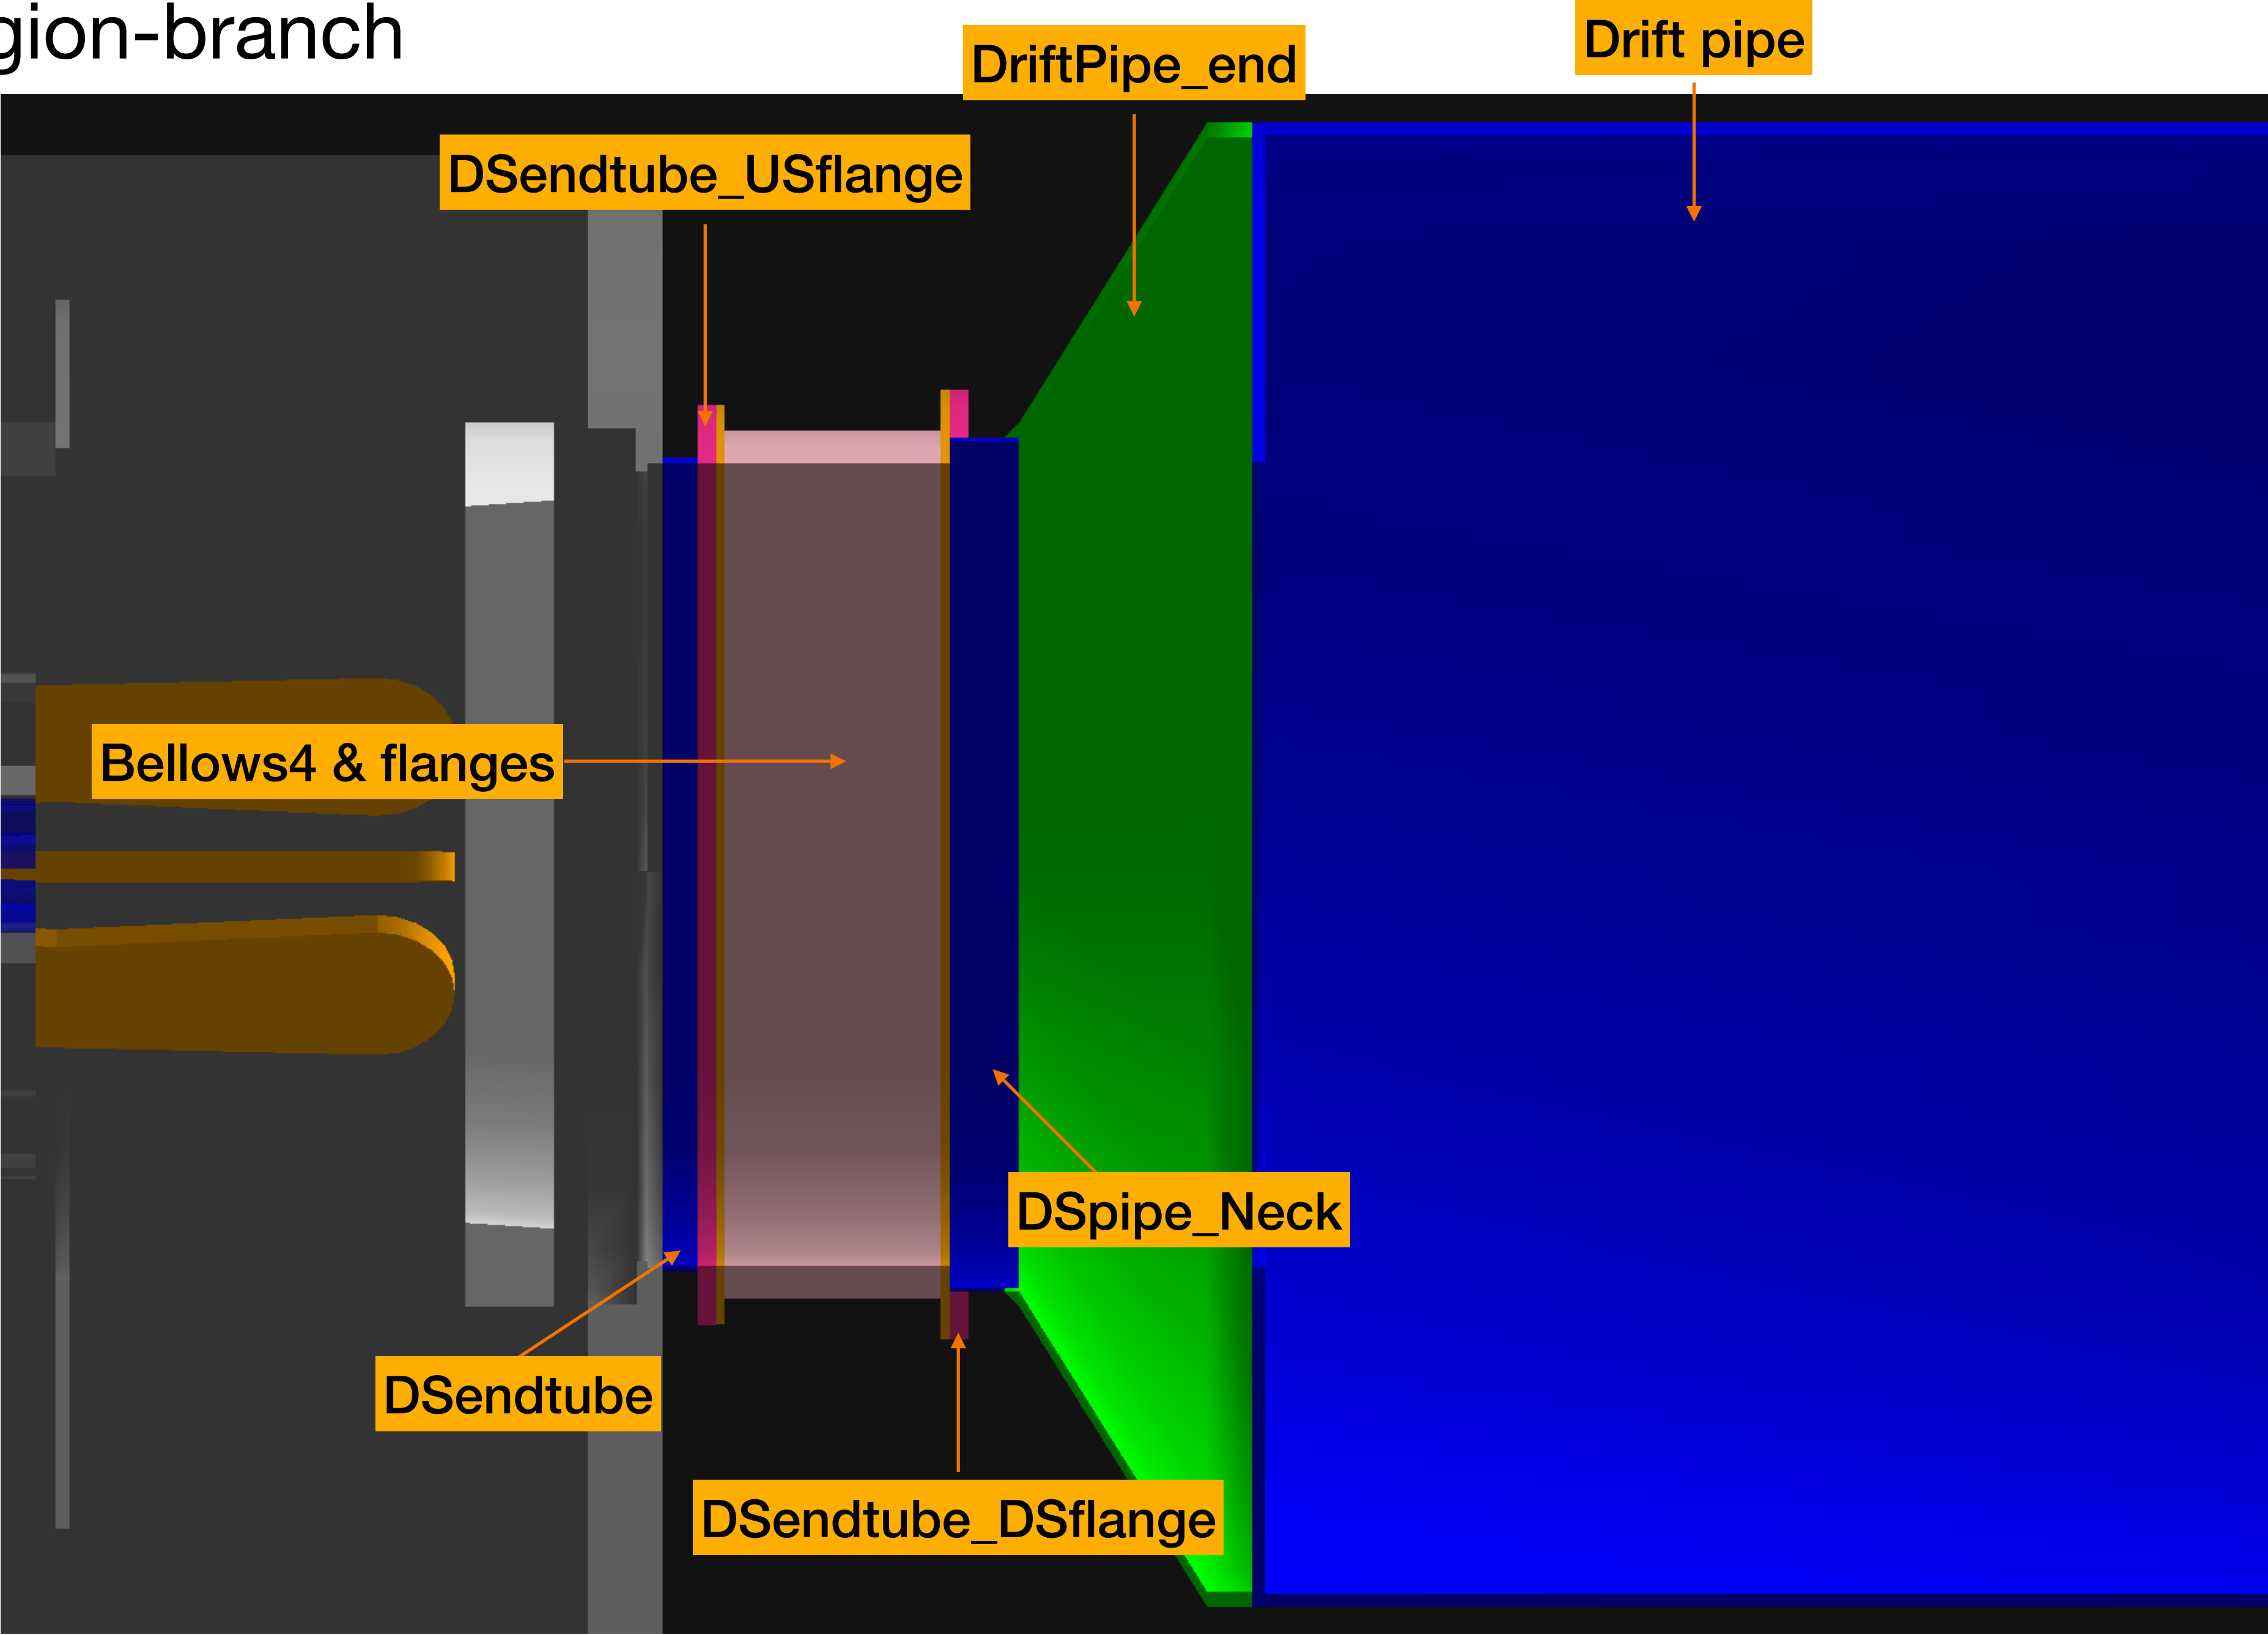 gion-branch
DriftPipe_end
Drift pipe
DSendtube_USflange
Bellows4 & flanges
DSpipe_Neck
DSendtube
DSendtube_DSflange